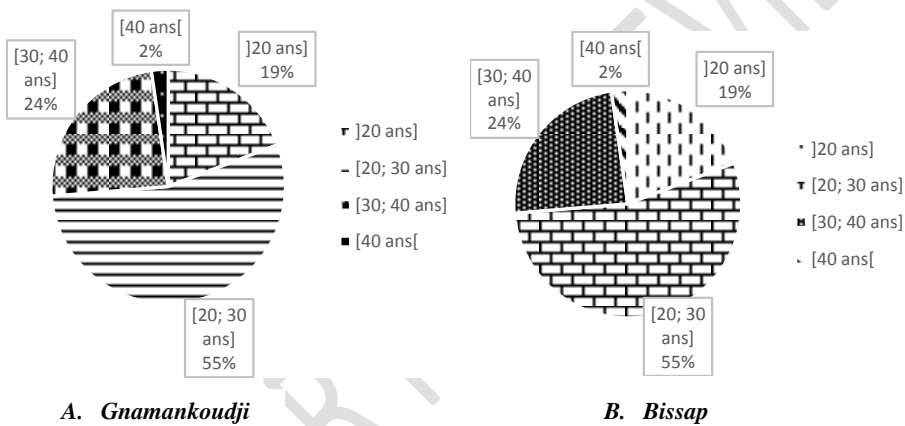 [40 ans[
2%
]20 ans]
19%
[30; 40
ans]
24%
]20 ans]
[20; 30 ans]
[30; 40 ans]
[40 ans[
[20; 30
ans]
55%
A. Gnamankoudji
[40 ans[
2%
]20 ans]
19%
[30; 40
ans]
24%
]20 ans]
[20; 30 ans]
[30; 40 ans]
[40 ans[
[20; 30
ans]
55%
B. Bissap